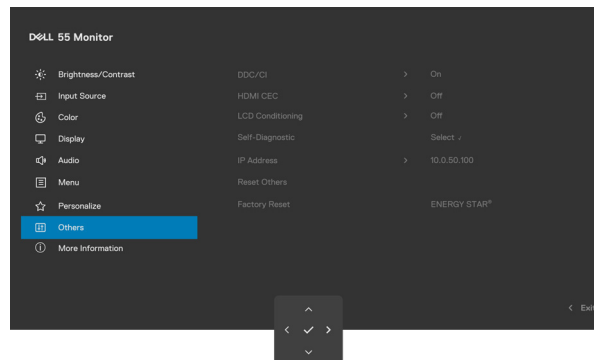 DELL 55 Monitor
Brightness/Contrast
Input Source
Color
Display
Audio
Menu
Personalize
Others
More Information
DDC/CI > On
HDMI CEC > Off
LCD Conditioning > Off
Self-Diagnostic Select ✓
IP Address > 10.0.50.100
Reset Others
Factory Reset ENERGY STAR®
< Exit